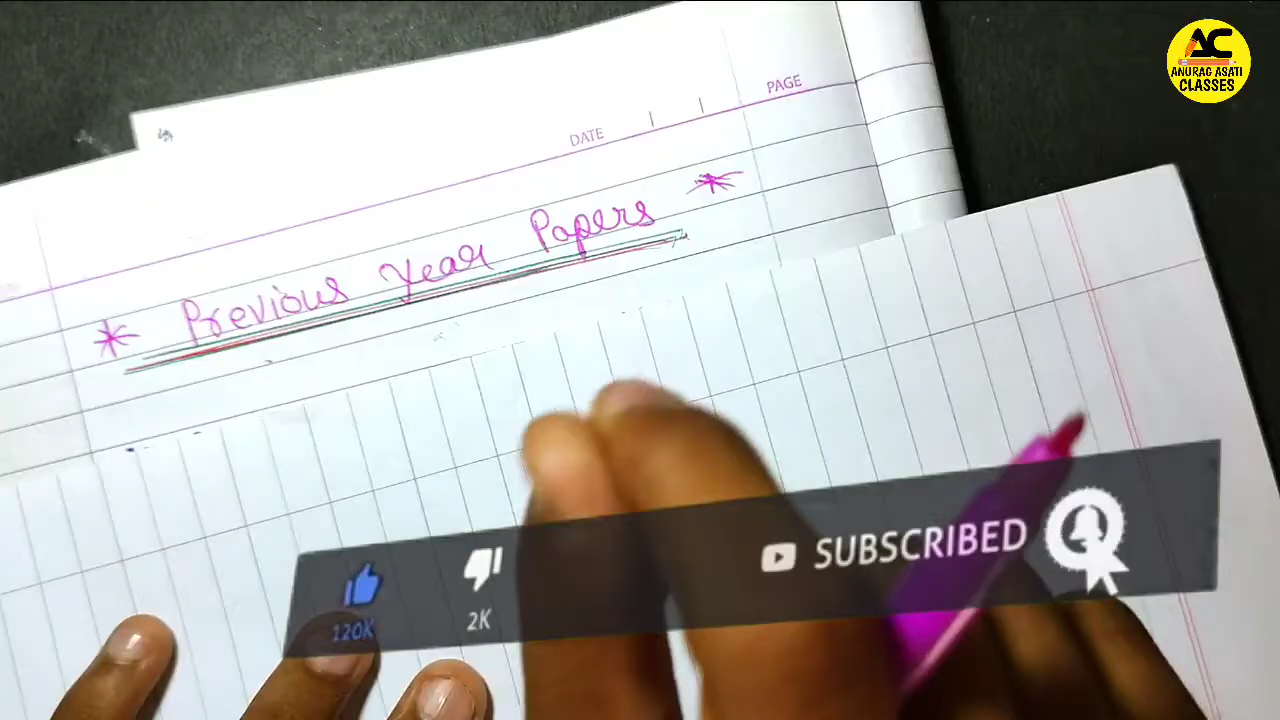 AC
ANURAG ASATI
CLASSES
PAGE
DATE
* Previous Year Papers *
SUBSCRIBED
120K
2K